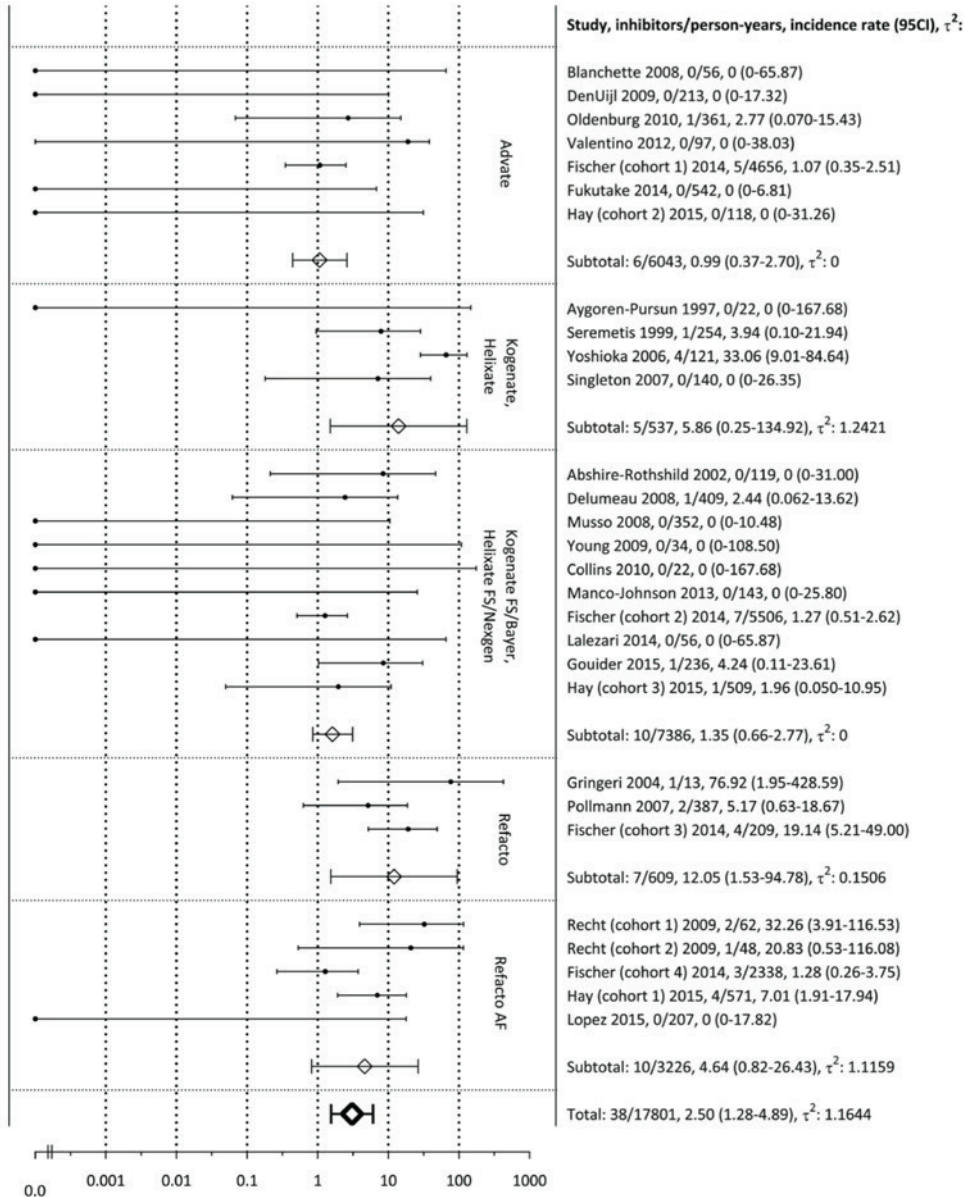 Study, inhibitors/person-years, incidence rate (95CI), τ²:
Advate
Blanchette 2008, 0/56, 0 (0-65.87)
DenUijl 2009, 0/213, 0 (0-17.32)
Oldenburg 2010, 1/361, 2.77 (0.070-15.43)
Valentino 2012, 0/97, 0 (0-38.03)
Fischer (cohort 1) 2014, 5/4656, 1.07 (0.35-2.51)
Fukutake 2014, 0/542, 0 (0-6.81)
Hay (cohort 2) 2015, 0/118, 0 (0-31.26)
Subtotal: 6/6043, 0.99 (0.37-2.70), τ²: 0
Kogenate,
Helixate
Aygoren-Pursun 1997, 0/22, 0 (0-167.68)
Seremetis 1999, 1/254, 3.94 (0.10-21.94)
Yoshioka 2006, 4/121, 33.06 (9.01-84.64)
Singleton 2007, 0/140, 0 (0-26.35)
Subtotal: 5/537, 5.86 (0.25-134.92), τ²: 1.2421
Kogenate FS/Bayer,
Helixate FS/Nexgen
Abshire-Rothshild 2002, 0/119, 0 (0-31.00)
Delumeau 2008, 1/409, 2.44 (0.062-13.62)
Musso 2008, 0/352, 0 (0-10.48)
Young 2009, 0/34, 0 (0-108.50)
Collins 2010, 0/22, 0 (0-167.68)
Manco-Johnson 2013, 0/143, 0 (0-25.80)
Fischer (cohort 2) 2014, 7/5506, 1.27 (0.51-2.62)
Lalezari 2014, 0/56, 0 (0-65.87)
Gouider 2015, 1/236, 4.24 (0.11-23.61)
Hay (cohort 3) 2015, 1/509, 1.96 (0.050-10.95)
Subtotal: 10/7386, 1.35 (0.66-2.77), τ²: 0
Refacto
Gringeri 2004, 1/13, 76.92 (1.95-428.59)
Pollmann 2007, 2/387, 5.17 (0.63-18.67)
Fischer (cohort 3) 2014, 4/209, 19.14 (5.21-49.00)
Subtotal: 7/609, 12.05 (1.53-94.78), τ²: 0.1506
Refacto AF
Recht (cohort 1) 2009, 2/62, 32.26 (3.91-116.53)
Recht (cohort 2) 2009, 1/48, 20.83 (0.53-116.08)
Fischer (cohort 4) 2014, 3/2338, 1.28 (0.26-3.75)
Hay (cohort 1) 2015, 4/571, 7.01 (1.91-17.94)
Lopez 2015, 0/207, 0 (0-17.82)
Subtotal: 10/3226, 4.64 (0.82-26.43), τ²: 1.1159
Total: 38/17801, 2.50 (1.28-4.89), τ²: 1.1644
0.0 0.001 0.01 0.1 1 10 100 1000